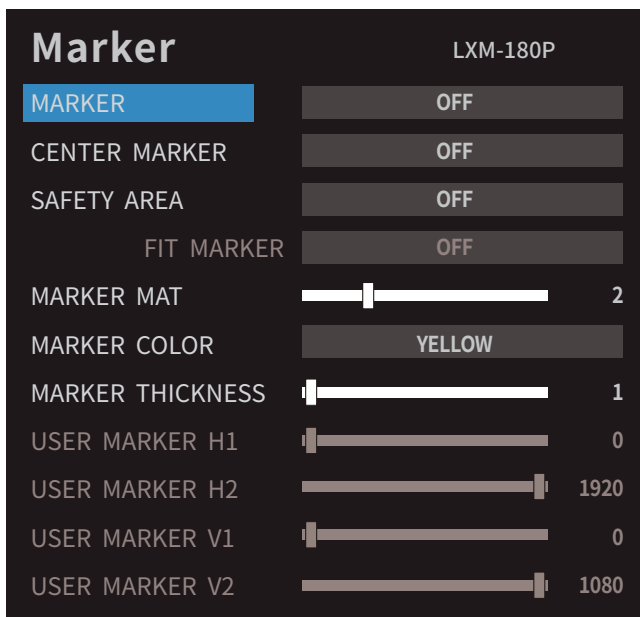 Marker LXM-180P
MARKER OFF
CENTER MARKER OFF
SAFETY AREA OFF
FIT MARKER OFF
MARKER MAT 2
MARKER COLOR YELLOW
MARKER THICKNESS 1
USER MARKER H1 0
USER MARKER H2 1920
USER MARKER V1 0
USER MARKER V2 1080